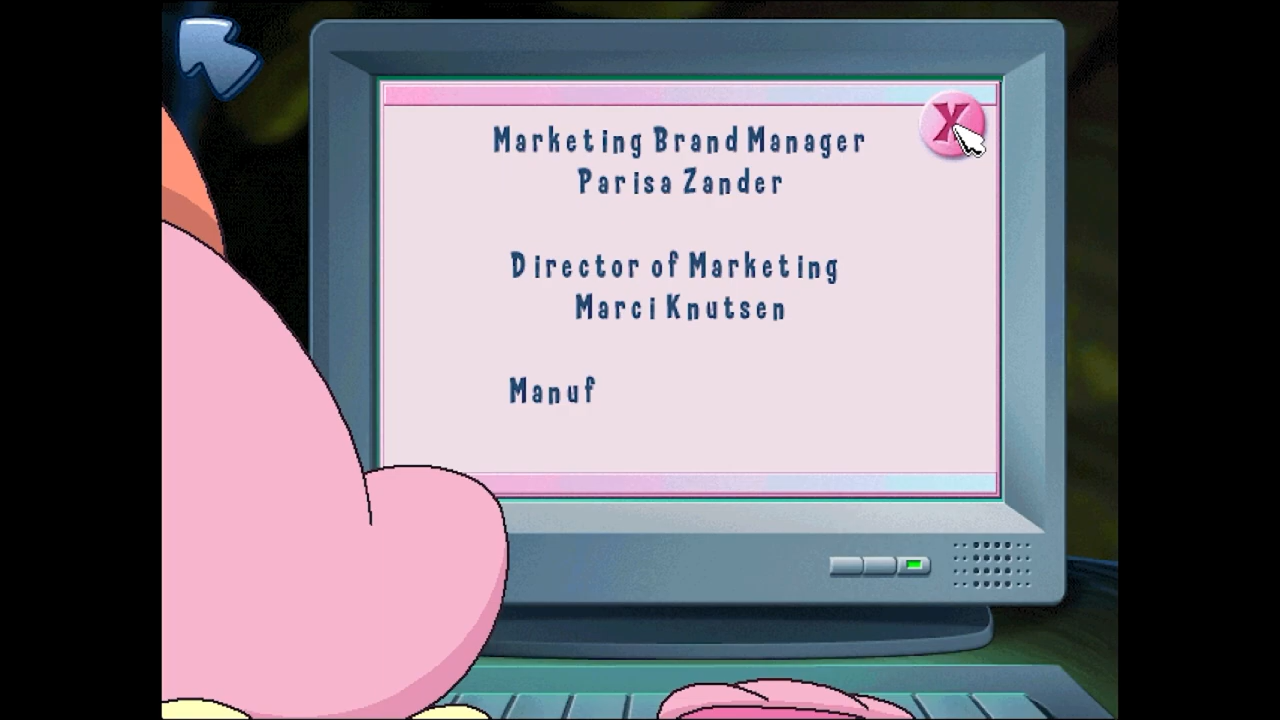 Marketing Brand Manager
Parisa Zander
Director of Marketing
Marci Knutsen
Manuf
X